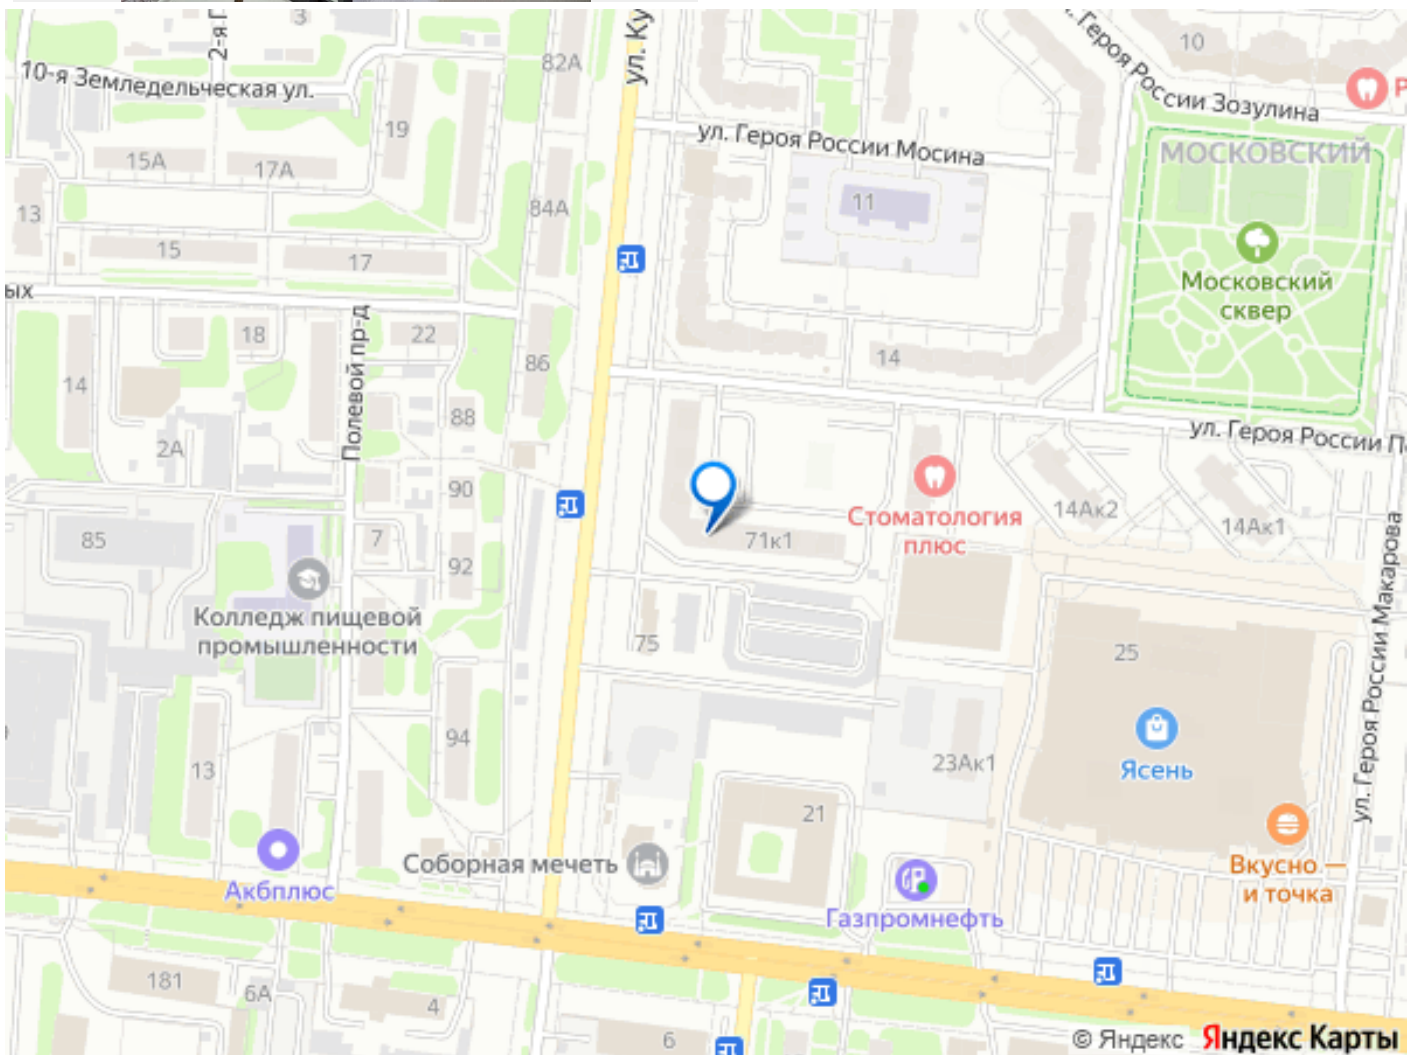 3
2-я Г
ул. Ку
82А
10
Героя России Зозулина
Р
10-я Земледельческая ул.
19
ул. Героя России Мосина
МОСКОВСКИЙ
15А
17А
13
84А
11
15
17
Московский
сквер
ых
18
22
Полевой пр-д
86
14
14
88
ул. Героя России П
2А
90
14Ак2
14Ак1
Стоматология
плюс
85
7
71к1
92
Колледж пищевой
промышленности
75
25
ул. Героя России Макарова
94
13
23Ак1
Ясень
21
Соборная мечеть
Акбплюс
Газпромнефть
Вкусно —
и точка
181
6А
4
6
© Яндекс Яндекс Карты